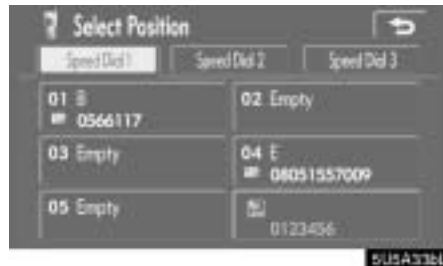 Select Position
Speed Dial 1 Speed Dial 2 Speed Dial 3
01 B 02 Empty
0566117
03 Empty 04 E
08051557009
05 Empty
0123456